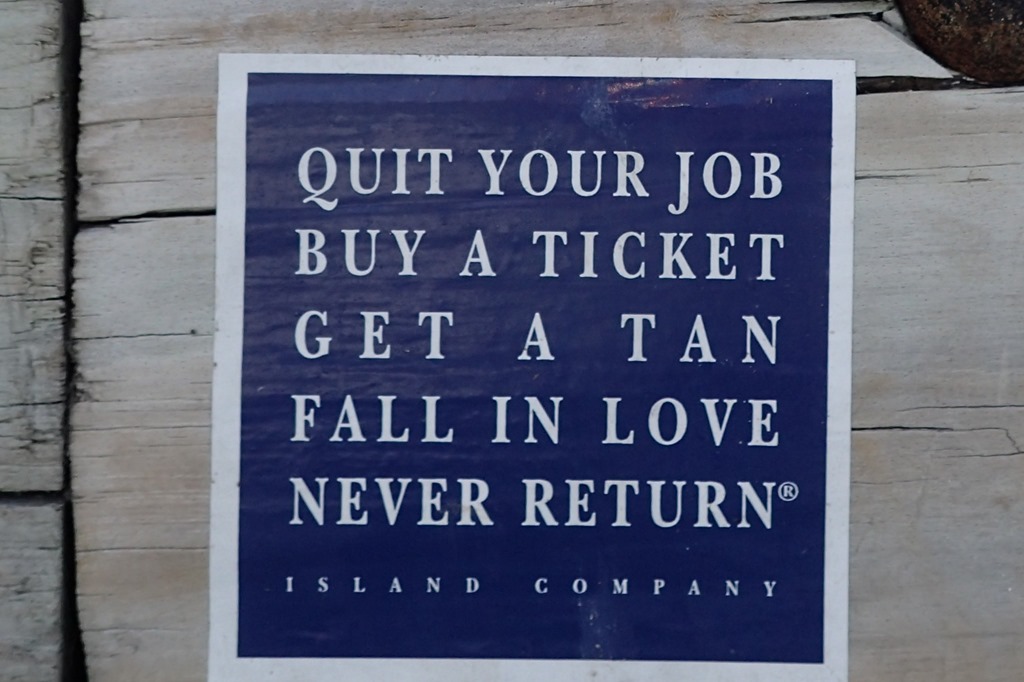 QUIT YOUR JOB
BUY A TICKET
GET A TAN
FALL IN LOVE
NEVER RETURN®
ISLAND COMPANY